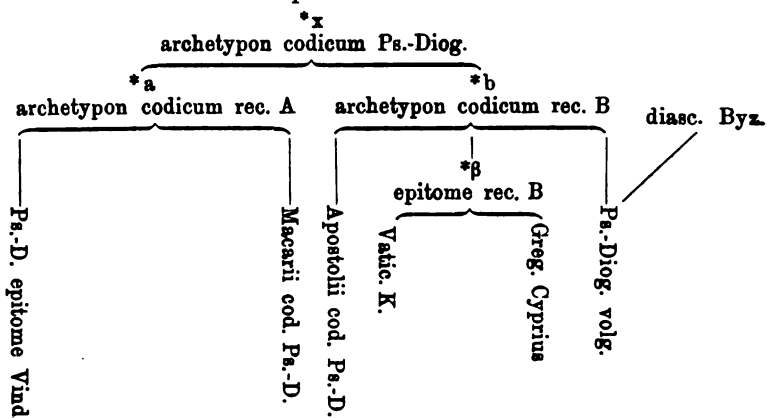 *x
archetypon codicum Ps.-Diog.
*a
archetypon codicum rec. A
*b
archetypon codicum rec. B
diasc. Byz.
*β
epitome rec. B
Ps.-D. epitome Vind
Macarii cod. Ps.-D.
Apostolii cod. Ps.-D.
Vatic. K.
Greg. Cyprius
Ps.-Diog. volg.